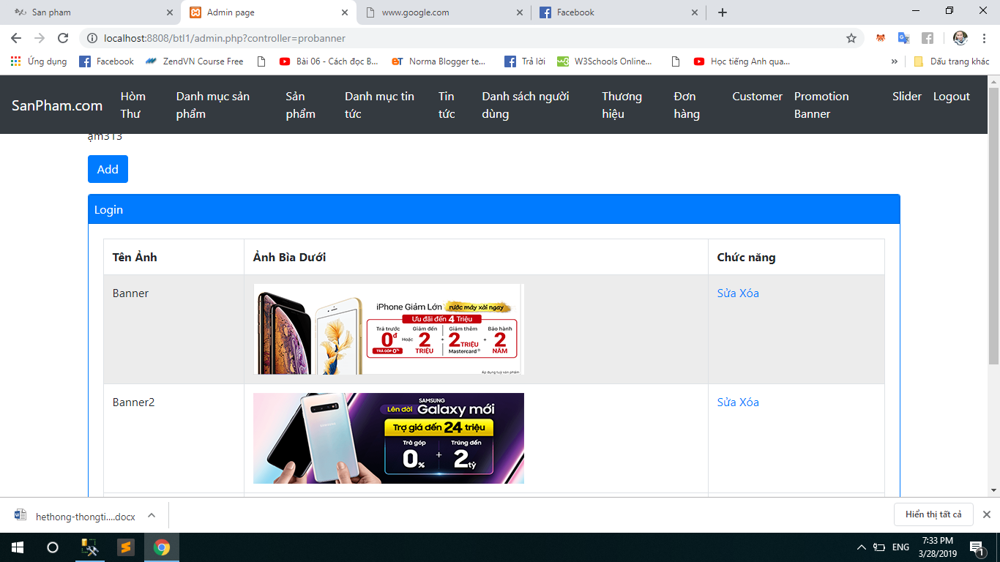 San pham
Admin page
www.google.com
Facebook
localhost:8808/btl1/admin.php?controller=probanner
Ứng dụng
Facebook
ZendVN Course Free
Bài 06 - Cách đọc B...
Norma Blogger te...
Trả lời
W3Schools Online...
Học tiếng Anh qua...
»
Dấu trang khác
SanPham.com
Hòm
Thư
Danh mục sản
phẩm
Sản
phẩm
Danh mục tin
tức
Tin
tức
Danh sách người
dùng
Thương
hiệu
Đơn
hàng
Customer
Promotion
Banner
Slider
Logout
ạm313
Add
Login
Tên Ảnh
Ảnh Bìa Dưới
Chức năng
Banner
iPhone Giảm Lớn rước máy xài ngay
Ưu đãi đến 4 Triệu
Trả trước
0đ
TRẢ GÓP 0%
Hoặc
Giảm đến
2
TRIỆU
+
Giảm thêm
2 TRIỆU
Mastercard®
+
Bảo hành
2
NĂM
Áp dụng tuỳ sản phẩm
Sửa Xóa
Banner2
SAMSUNG
Lên đời Galaxy mới
Trợ giá đến 24 triệu
Trả góp
0%
+
Trúng đến
2 tỷ
SAMSUNG
Sửa Xóa
hethong-thongti....docx
Hiển thị tất cả
ENG
7:33 PM
3/28/2019
1